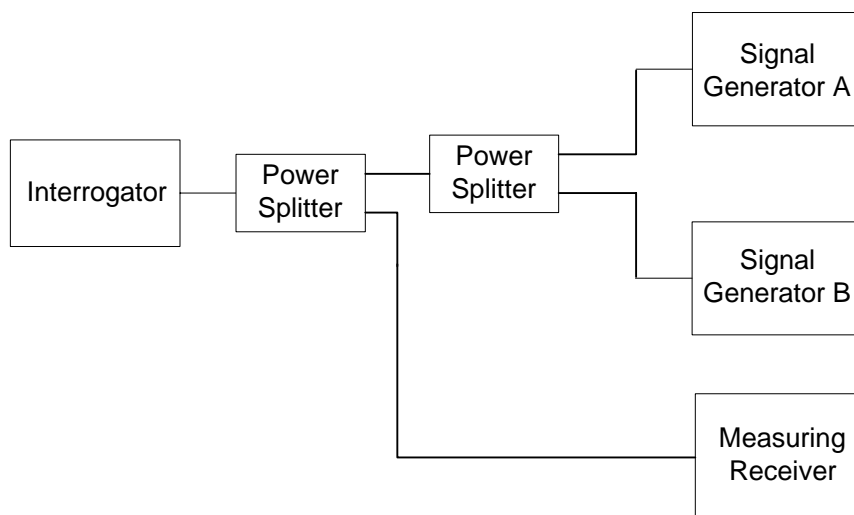 Signal
Generator A
Power
Splitter
Interrogator
Power
Splitter
Signal
Generator B
Measuring
Receiver